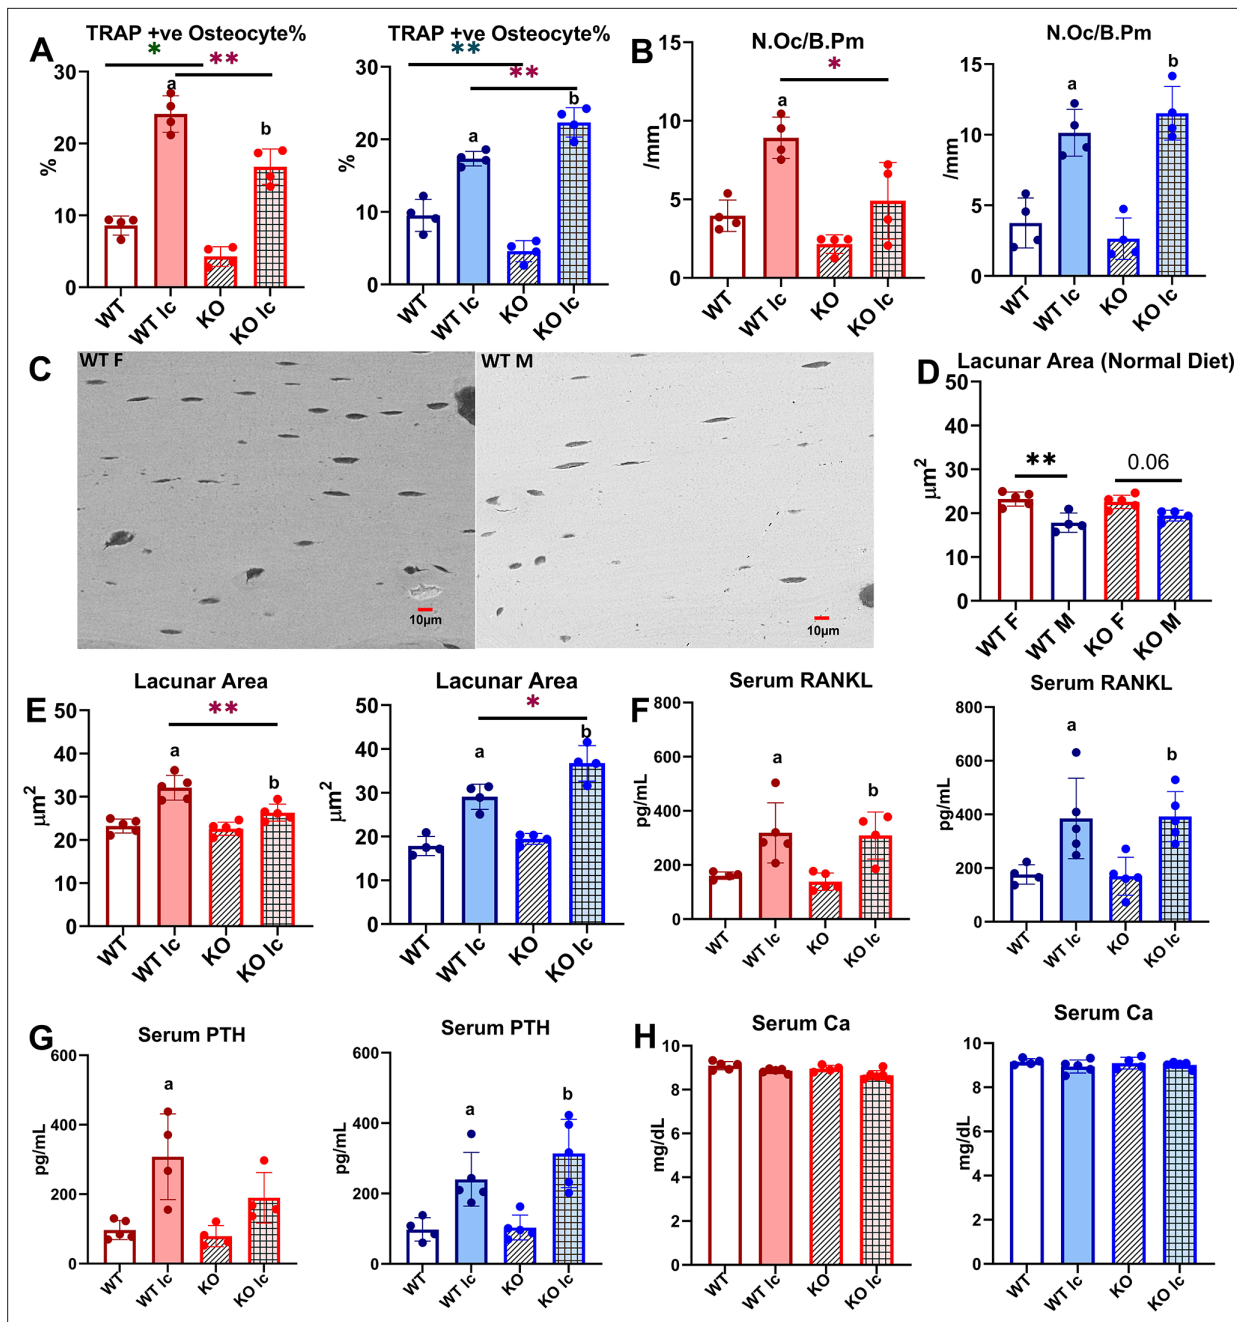 A
TRAP +ve Osteocyte%
*
**
a
b
30
20
10
0
%
WT
WT lc
KO
KO lc
TRAP +ve Osteocyte%
**
**
a
b
30
20
10
0
%
WT
WT lc
KO
KO lc
B
N.Oc/B.Pm
*
a
15
10
5
0
/mm
WT
WT lc
KO
KO lc
N.Oc/B.Pm
a
b
15
10
5
0
/mm
WT
WT lc
KO
KO lc
C
WT F
10µm
WT M
10µm
D
Lacunar Area (Normal Diet)
**
0.06
50
40
30
20
10
0
µm²
WT F
WT M
KO F
KO M
E
Lacunar Area
**
a
b
50
40
30
20
10
0
µm²
WT
WT lc
KO
KO lc
Lacunar Area
*
a
b
50
40
30
20
10
0
µm²
WT
WT lc
KO
KO lc
F
Serum RANKL
a
b
800
600
400
200
0
pg/mL
WT
WT lc
KO
KO lc
Serum RANKL
a
b
800
600
400
200
0
pg/mL
WT
WT lc
KO
KO lc
G
Serum PTH
a
600
400
200
0
pg/mL
WT
WT lc
KO
KO lc
Serum PTH
a
b
600
400
200
0
pg/mL
WT
WT lc
KO
KO lc
H
Serum Ca
10
8
6
4
2
0
mg/dL
WT
WT lc
KO
KO lc
Serum Ca
10
8
6
4
2
0
mg/dL
WT
WT lc
KO
KO lc